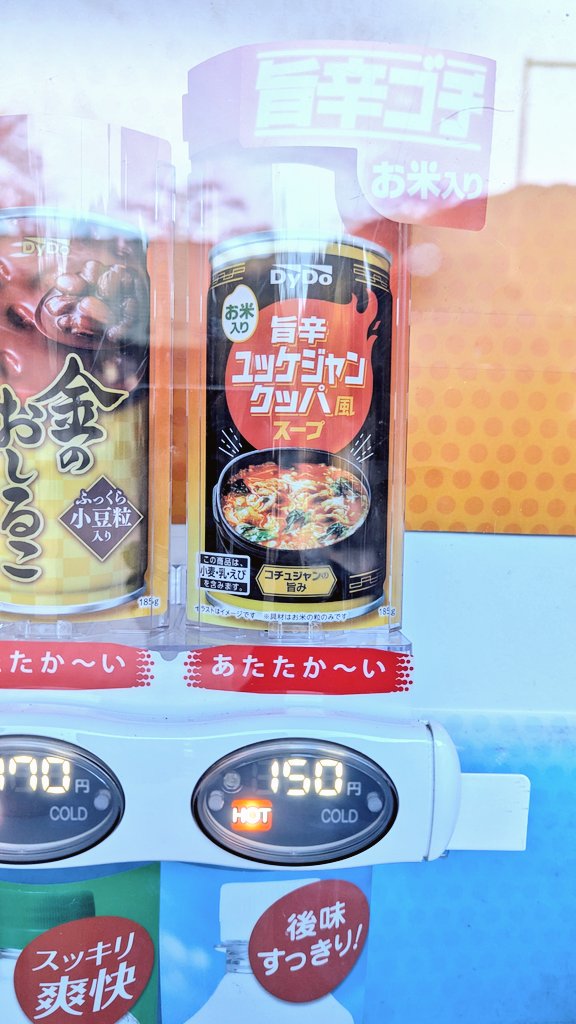 旨辛ゴチ
お米入り
DyDo
金の
おしるこ
ふっくら
小豆粒
入り
185g
DyDo
お米
入り
旨辛
ユッケジャン
クッパ風
スープ
この商品は、
小麦・乳・えび
を含みます。
コチュジャンの
旨み
イラストはイメージです ※具材はお米の粒のみです
185g
たたか〜い
あたたか〜い
170円
COLD
150円
HOT
COLD
スッキリ
爽快
後味
すっきり!